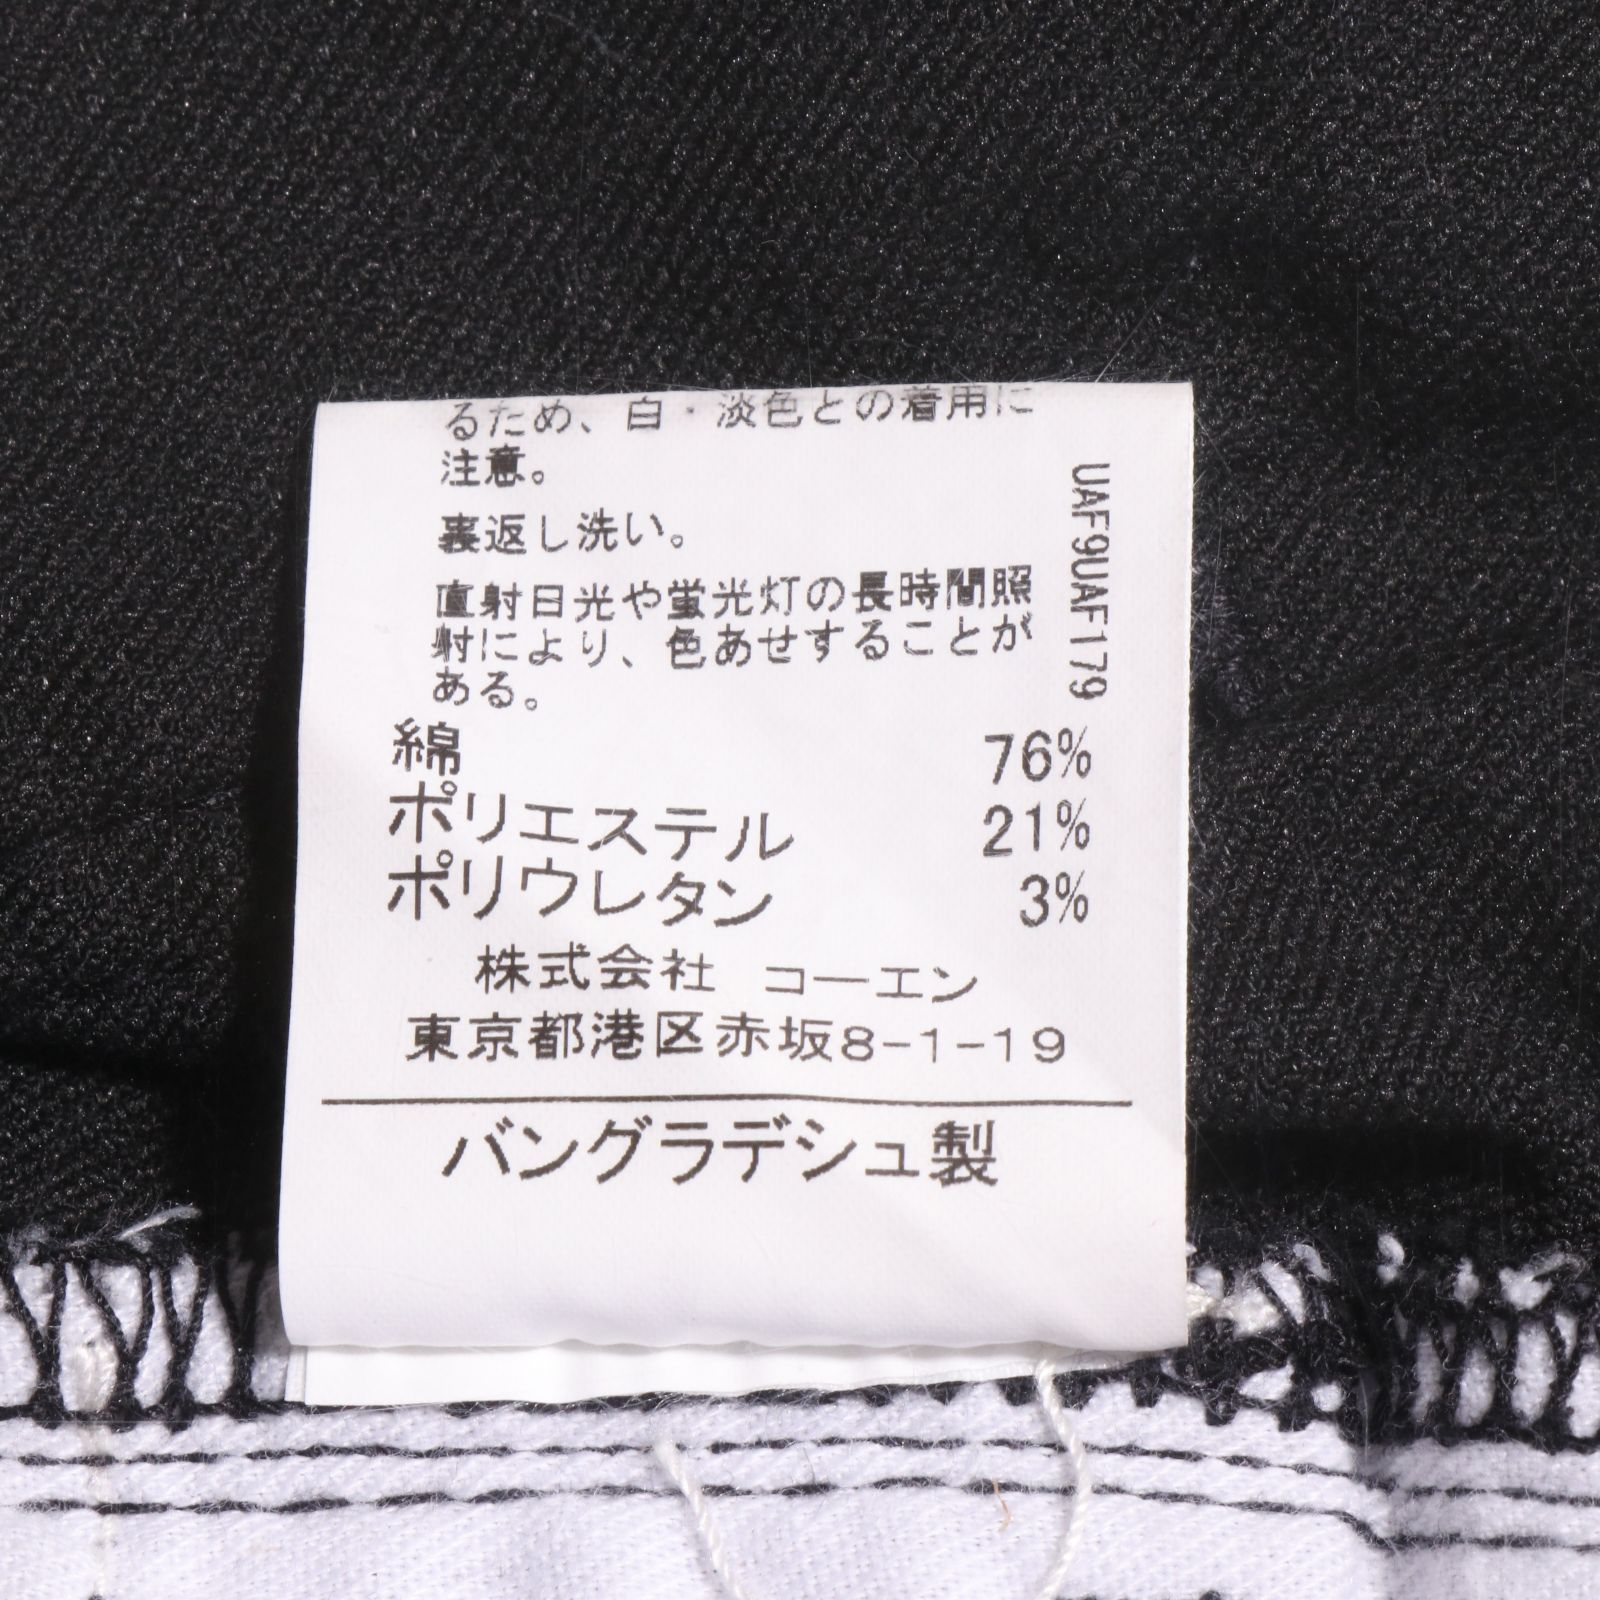 るため、白・淡色との着用に
注意。
裏返し洗い。
直射日光や蛍光灯の長時間照
射により、色あせすることが
ある。
UAF9UAF179
綿 76%
ポリエステル 21%
ポリウレタン 3%
株式会社 コーエン
東京都港区赤坂8-1-19
バングラデシュ製